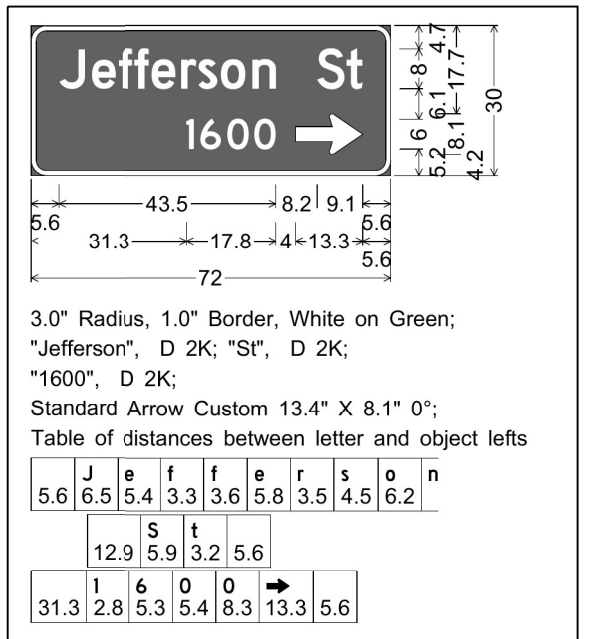 Jefferson St
1600
4.7
8
17.7
6.1
30
6
8.1
5.2
4.2
43.5 8.2 9.1
5.6 5.6
31.3 17.8 4 13.3
5.6
72
3.0" Radius, 1.0" Border, White on Green;
"Jefferson", D 2K; "St", D 2K;
"1600", D 2K;
Standard Arrow Custom 13.4" X 8.1" 0°;
Table of distances between letter and object lefts
J e f f e r s o n
5.6 6.5 5.4 3.3 3.6 5.8 3.5 4.5 6.2
S t
12.9 5.9 3.2 5.6
1 6 0 0
31.3 2.8 5.3 5.4 8.3 13.3 5.6